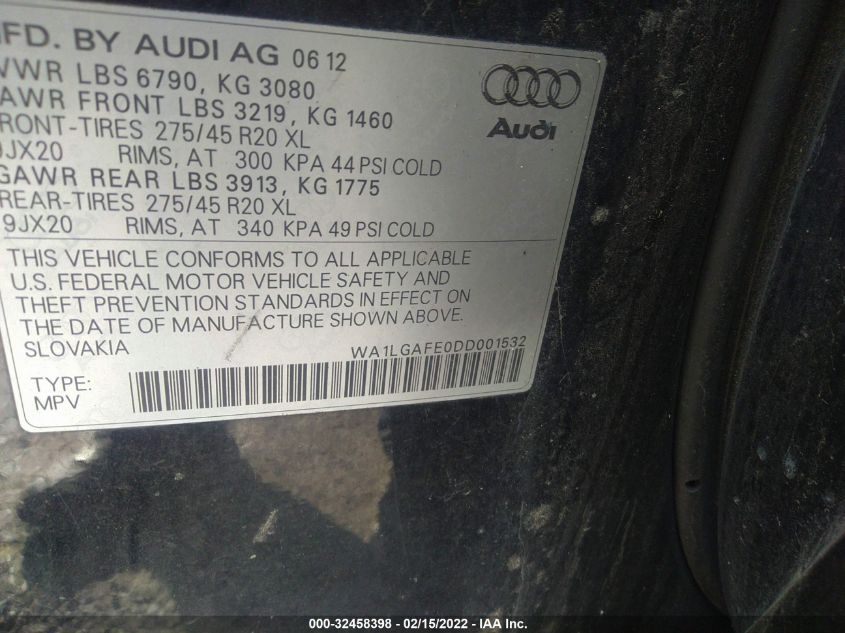 MFD. BY AUDI AG 06 12
VWR LBS 6790, KG 3080
AWR FRONT LBS 3219, KG 1460
RONT-TIRES 275/45 R20 XL
9JX20 RIMS, AT 300 KPA 44 PSI COLD
GAWR REAR LBS 3913, KG 1775
REAR-TIRES 275/45 R20 XL
9JX20 RIMS, AT 340 KPA 49 PSI COLD
Audi
THIS VEHICLE CONFORMS TO ALL APPLICABLE
U.S. FEDERAL MOTOR VEHICLE SAFETY AND
THEFT PREVENTION STANDARDS IN EFFECT ON
THE DATE OF MANUFACTURE SHOWN ABOVE.
SLOVAKIA WA1LGAFE0DD001532
TYPE:
MPV
000-32458398 - 02/15/2022 - IAA Inc.